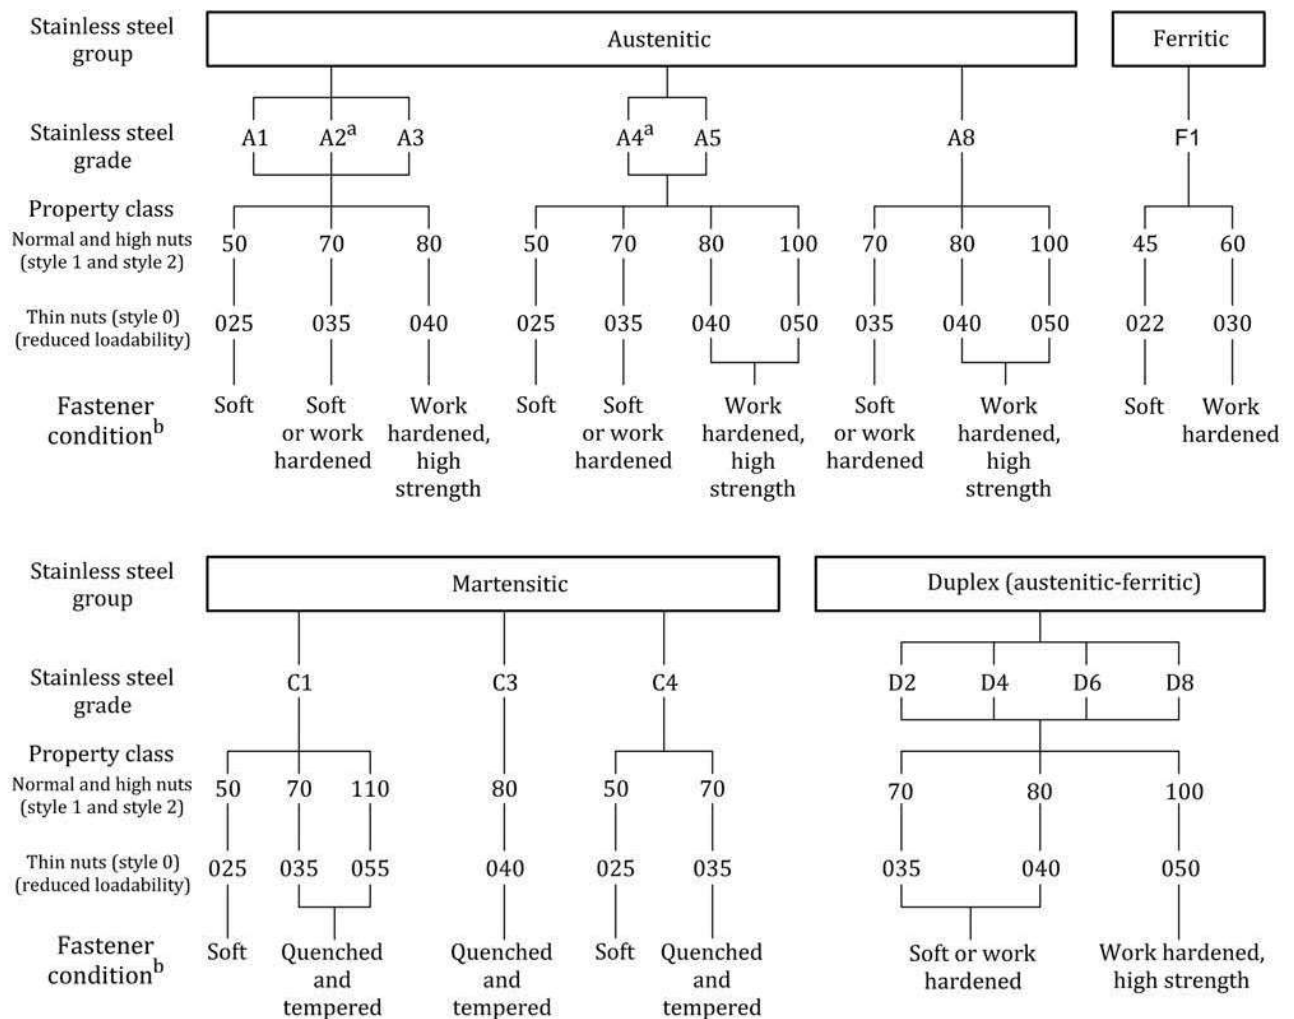 Stainless steel
group
Austenitic
Ferritic
Stainless steel
grade
A1 A2a A3 A4a A5 A8 F1
Property class
Normal and high nuts
(style 1 and style 2)
50 70 80 50 70 80 100 70 80 100 45 60
Thin nuts (style 0)
(reduced loadability)
025 035 040 025 035 040 050 035 040 050 022 030
Fastener
conditionb
Soft
Soft
or work
hardened
Work
hardened,
high
strength
Soft
Soft
or work
hardened
Work
hardened,
high
strength
Soft
or work
hardened
Work
hardened,
high
strength
Soft
Work
hardened
Stainless steel
group
Martensitic
Duplex (austenitic-ferritic)
Stainless steel
grade
C1 C3 C4 D2 D4 D6 D8
Property class
Normal and high nuts
(style 1 and style 2)
50 70 110 80 50 70 70 80 100
Thin nuts (style 0)
(reduced loadability)
025 035 055 040 025 035 035 040 050
Fastener
conditionb
Soft
Quenched
and
tempered
Quenched
and
tempered
Soft
Quenched
and
tempered
Soft or work
hardened
Work hardened,
high strength